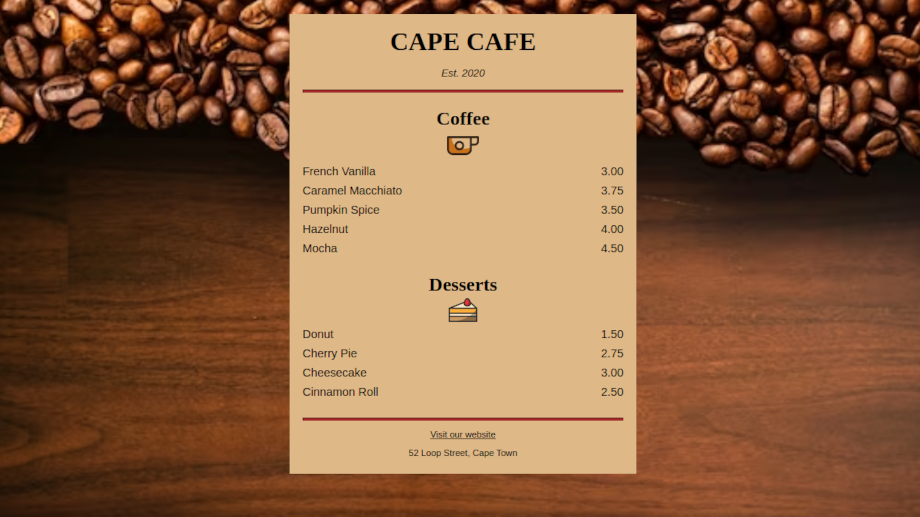 CAPE CAFE
Est. 2020
Coffee
French Vanilla 3.00
Caramel Macchiato 3.75
Pumpkin Spice 3.50
Hazelnut 4.00
Mocha 4.50
Desserts
Donut 1.50
Cherry Pie 2.75
Cheesecake 3.00
Cinnamon Roll 2.50
Visit our website
52 Loop Street, Cape Town